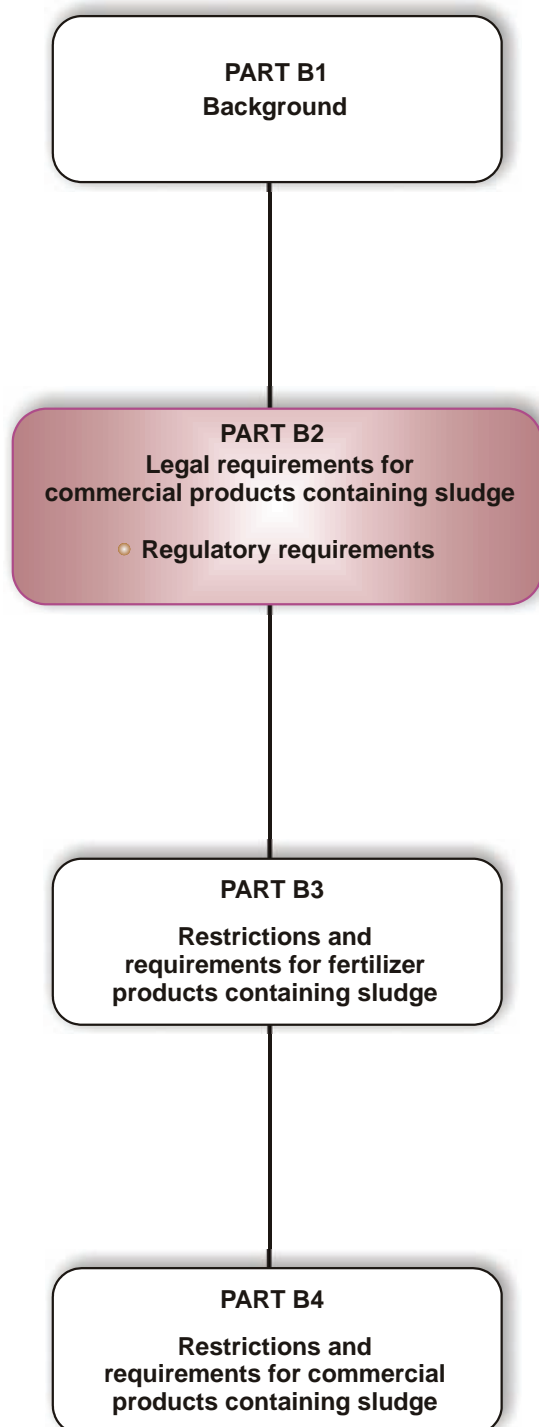 PART B1
Background
PART B2
Legal requirements for
commercial products containing sludge
Regulatory requirements
PART B3
Restrictions and
requirements for fertilizer
products containing sludge
PART B4
Restrictions and
requirements for commercial
products containing sludge